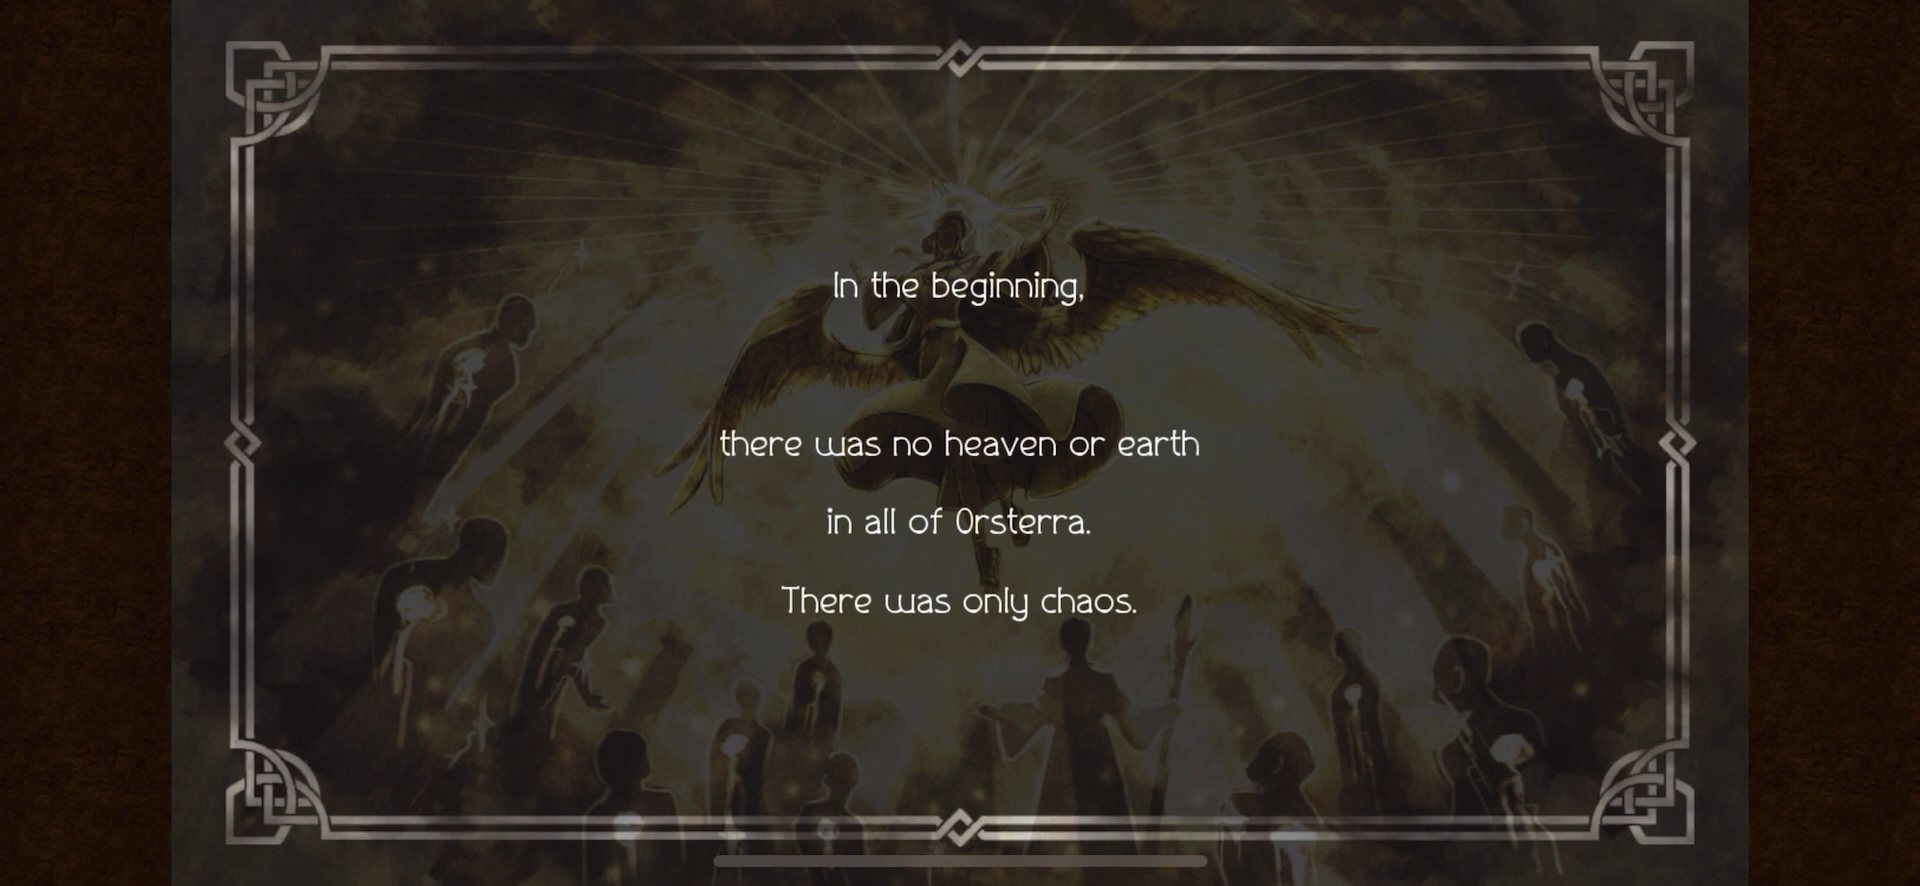 In the beginning,
there was no heaven or earth
in all of Orsterra.
There was only chaos.